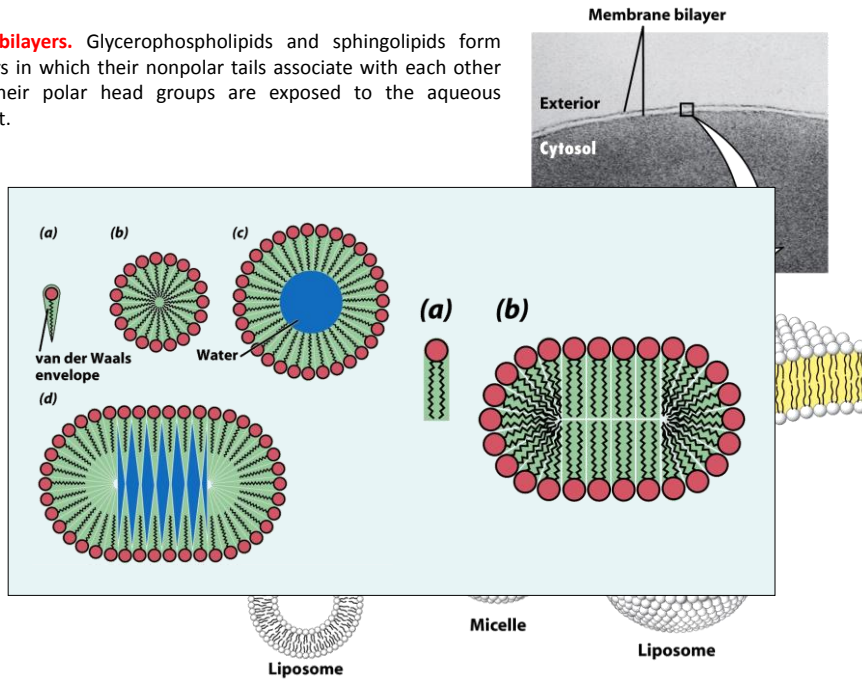 Membrane bilayer
bilayers. Glycerophospholipids and sphingolipids form
in which their nonpolar tails associate with each other
their polar head groups are exposed to the aqueous
Exterior
Cytosol
(a)
(b)
(c)
van der Waals
envelope
Water
(d)
(a)
(b)
Micelle
Liposome
Liposome